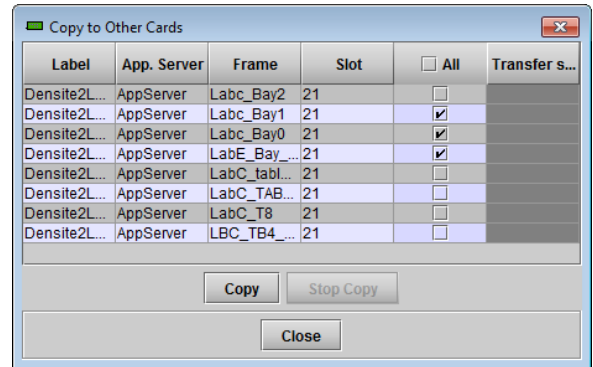 Copy to Other Cards
Label App. Server Frame Slot All Transfer s...
Densite2L... AppServer Labc_Bay2 21
Densite2L... AppServer Labc_Bay1 21
Densite2L... AppServer Labc_Bay0 21
Densite2L... AppServer LabE_Bay_... 21
Densite2L... AppServer LabC_tabl... 21
Densite2L... AppServer LabC_TAB... 21
Densite2L... AppServer LabC_T8 21
Densite2L... AppServer LBC_TB4_... 21
Copy Stop Copy
Close